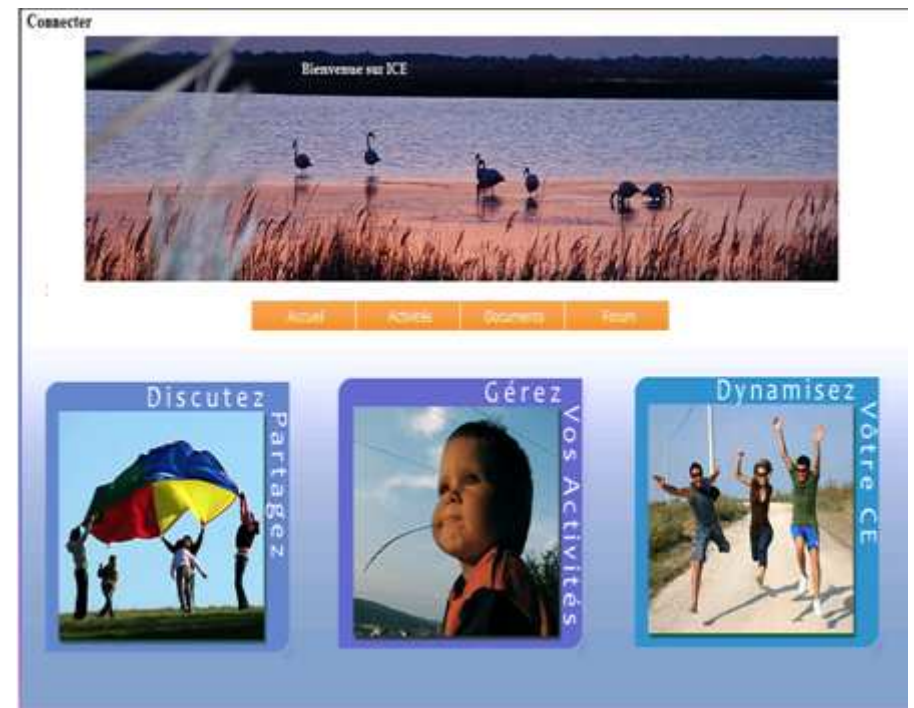 Connecter
Bienvenue sur ICE
Accueil Activités Documents Forum
Discutez
Partagez
Gérez
Vos Activités
Dynamisez
Vôtre CE